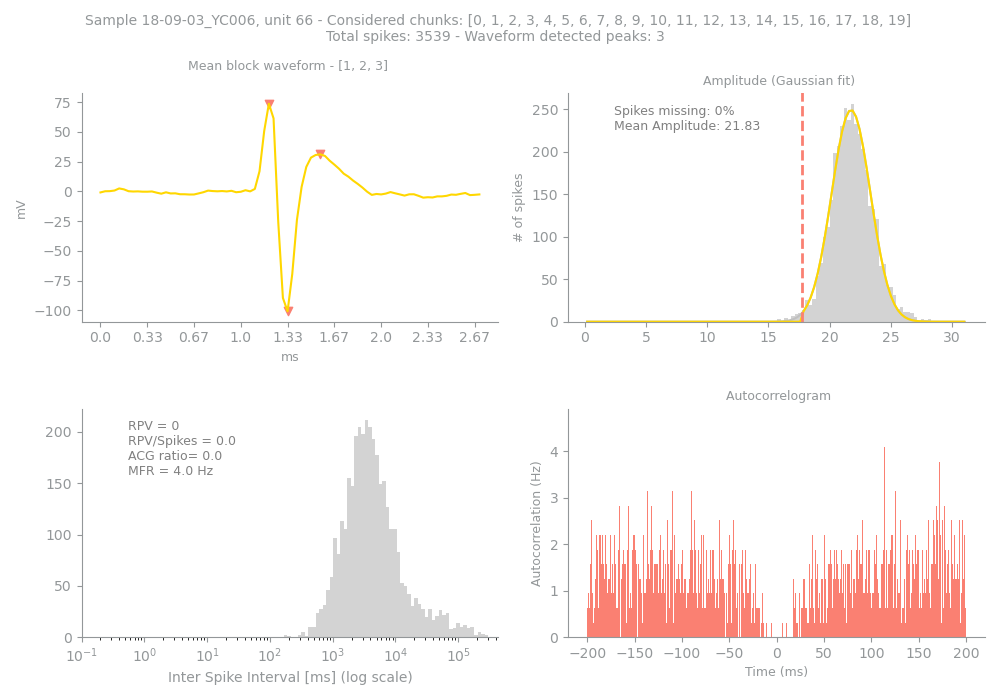 Sample 18-09-03_YC006, unit 66 - Considered chunks: [0, 1, 2, 3, 4, 5, 6, 7, 8, 9, 10, 11, 12, 13, 14, 15, 16, 17, 18, 19]
Total spikes: 3539 - Waveform detected peaks: 3
Mean block waveform - [1, 2, 3]
75
50
25
0
−25
−50
−75
−100
mV
0.0 0.33 0.67 1.0 1.33 1.67 2.0 2.33 2.67
ms
Amplitude (Gaussian fit)
Spikes missing: 0%
Mean Amplitude: 21.83
250
200
150
100
50
0
# of spikes
0 5 10 15 20 25 30
RPV = 0
RPV/Spikes = 0.0
ACG ratio= 0.0
MFR = 4.0 Hz
200
150
100
50
0
10⁻¹ 10⁰ 10¹ 10² 10³ 10⁴ 10⁵
Inter Spike Interval [ms] (log scale)
Autocorrelogram
4
3
2
1
0
Autocorrelation (Hz)
−200 −150 −100 −50 0 50 100 150 200
Time (ms)